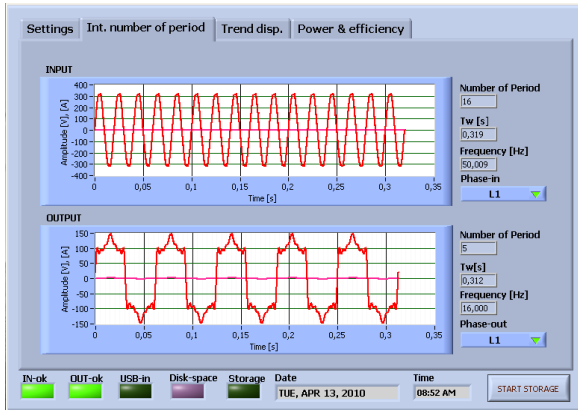 Settings Int. number of period Trend disp. Power & efficiency
INPUT
Amplitude [V], [A]
400
300
200
100
0
-100
-200
-300
-400
0 0,05 0,1 0,15 0,2 0,25 0,3 0,35
Time [s]
Number of Period
16
Tw [s]
0,319
Frequency [Hz]
50,009
Phase-in
L1
OUTPUT
Amplitude [V], [A]
150
100
50
0
-50
-100
-150
0 0,05 0,1 0,15 0,2 0,25 0,3 0,35
Time [s]
Number of Period
5
Tw[s]
0,312
Frequency [Hz]
16,000
Phase-out
L1
IN-ok OUT-ok USB-in Disk-space Storage Date Time
TUE, APR 13, 2010 08:52 AM START STORAGE